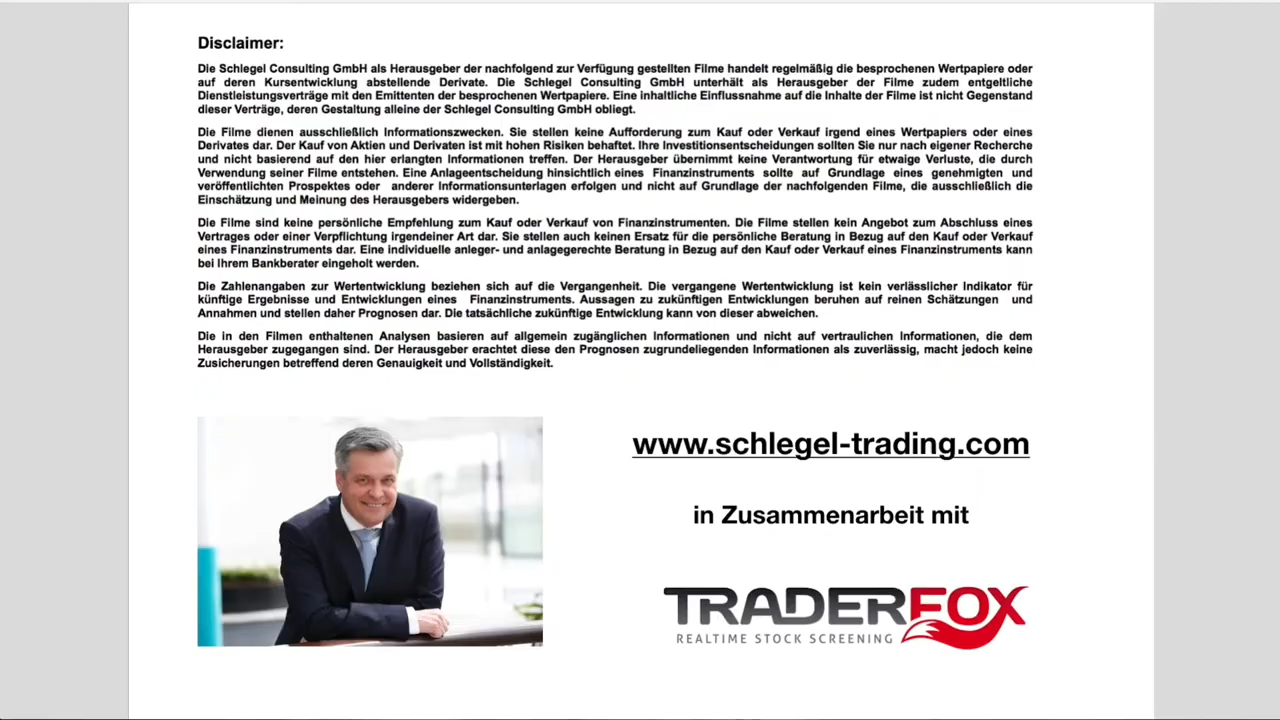 Disclaimer:
Die Schlegel Consulting GmbH als Herausgeber der nachfolgend zur Verfügung gestellten Filme handelt regelmäßig die besprochenen Wertpapiere oder
auf deren Kursentwicklung abstellende Derivate. Die Schlegel Consulting GmbH unterhält als Herausgeber der Filme zudem entgeltliche
Dienstleistungsverträge mit den Emittenten der besprochenen Wertpapiere. Eine inhaltliche Einflussnahme auf die Inhalte der Filme ist nicht Gegenstand
dieser Verträge, deren Gestaltung alleine der Schlegel Consulting GmbH obliegt.
Die Filme dienen ausschließlich Informationszwecken. Sie stellen keine Aufforderung zum Kauf oder Verkauf irgend eines Wertpapiers oder eines
Derivates dar. Der Kauf von Aktien und Derivaten ist mit hohen Risiken behaftet. Ihre Investitionsentscheidungen sollten Sie nur nach eigener Recherche
und nicht basierend auf den hier erlangten Informationen treffen. Der Herausgeber übernimmt keine Verantwortung für etwaige Verluste, die durch
Verwendung seiner Filme entstehen. Eine Anlageentscheidung hinsichtlich eines Finanzinstruments sollte auf Grundlage eines genehmigten und
veröffentlichten Prospektes oder anderer Informationsunterlagen erfolgen und nicht auf Grundlage der nachfolgenden Filme, die ausschließlich die
Einschätzung und Meinung des Herausgebers widergeben.
Die Filme sind keine persönliche Empfehlung zum Kauf oder Verkauf von Finanzinstrumenten. Die Filme stellen kein Angebot zum Abschluss eines
Vertrages oder einer Verpflichtung irgendeiner Art dar. Sie stellen auch keinen Ersatz für die persönliche Beratung in Bezug auf den Kauf oder Verkauf
eines Finanzinstruments dar. Eine individuelle anleger- und anlagegerechte Beratung in Bezug auf den Kauf oder Verkauf eines Finanzinstruments kann
bei Ihrem Bankberater eingeholt werden.
Die Zahlenangaben zur Wertentwicklung beziehen sich auf die Vergangenheit. Die vergangene Wertentwicklung ist kein verlässlicher Indikator für
künftige Ergebnisse und Entwicklungen eines Finanzinstruments. Aussagen zu zukünftigen Entwicklungen beruhen auf reinen Schätzungen und
Annahmen und stellen daher Prognosen dar. Die tatsächliche zukünftige Entwicklung kann von dieser abweichen.
Die in den Filmen enthaltenen Analysen basieren auf allgemein zugänglichen Informationen und nicht auf vertraulichen Informationen, die dem
Herausgeber zugegangen sind. Der Herausgeber erachtet diese den Prognosen zugrundeliegenden Informationen als zuverlässig, macht jedoch keine
Zusicherungen betreffend deren Genauigkeit und Vollständigkeit.
www.schlegel-trading.com
in Zusammenarbeit mit
TRADERFOX
REALTIME STOCK SCREENING